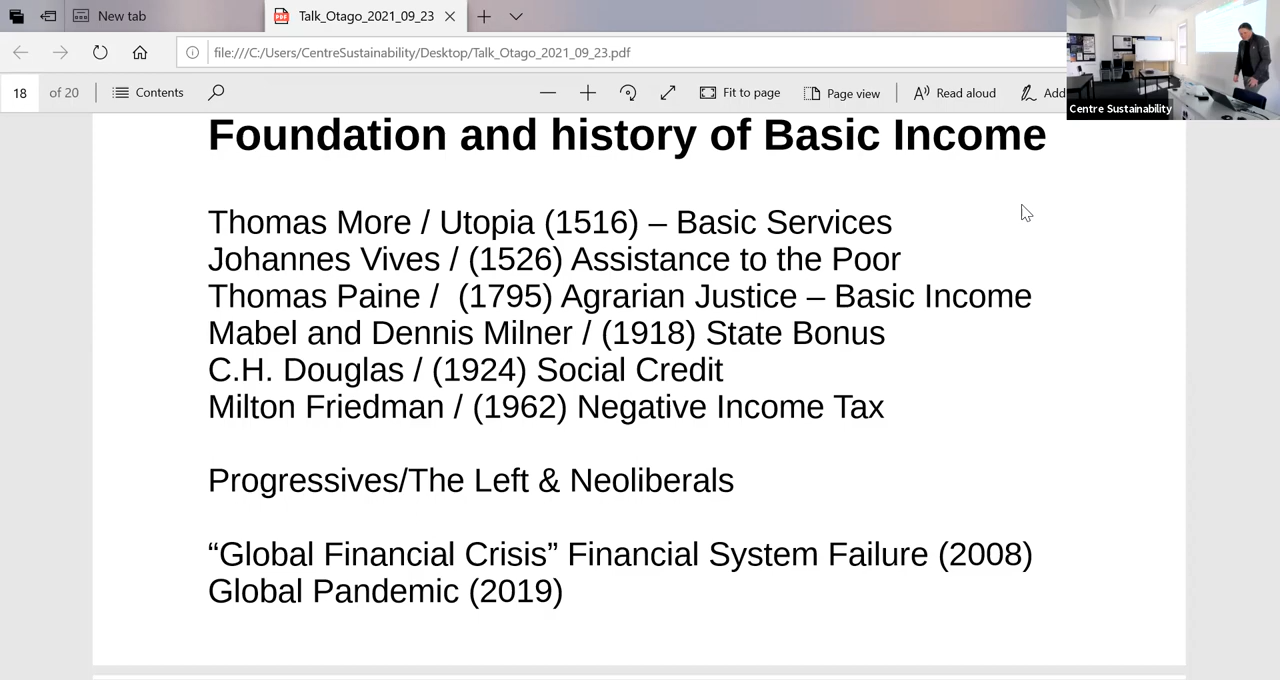 New tab
Talk_Otago_2021_09_23
file:///C:/Users/CentreSustainability/Desktop/Talk_Otago_2021_09_23.pdf
18 of 20
Contents
Fit to page
Page view
Read aloud
Add
Centre Sustainability
Foundation and history of Basic Income
Thomas More / Utopia (1516) – Basic Services
Johannes Vives / (1526) Assistance to the Poor
Thomas Paine /  (1795) Agrarian Justice – Basic Income
Mabel and Dennis Milner / (1918) State Bonus
C.H. Douglas / (1924) Social Credit
Milton Friedman / (1962) Negative Income Tax
Progressives/The Left & Neoliberals
“Global Financial Crisis” Financial System Failure (2008)
Global Pandemic (2019)